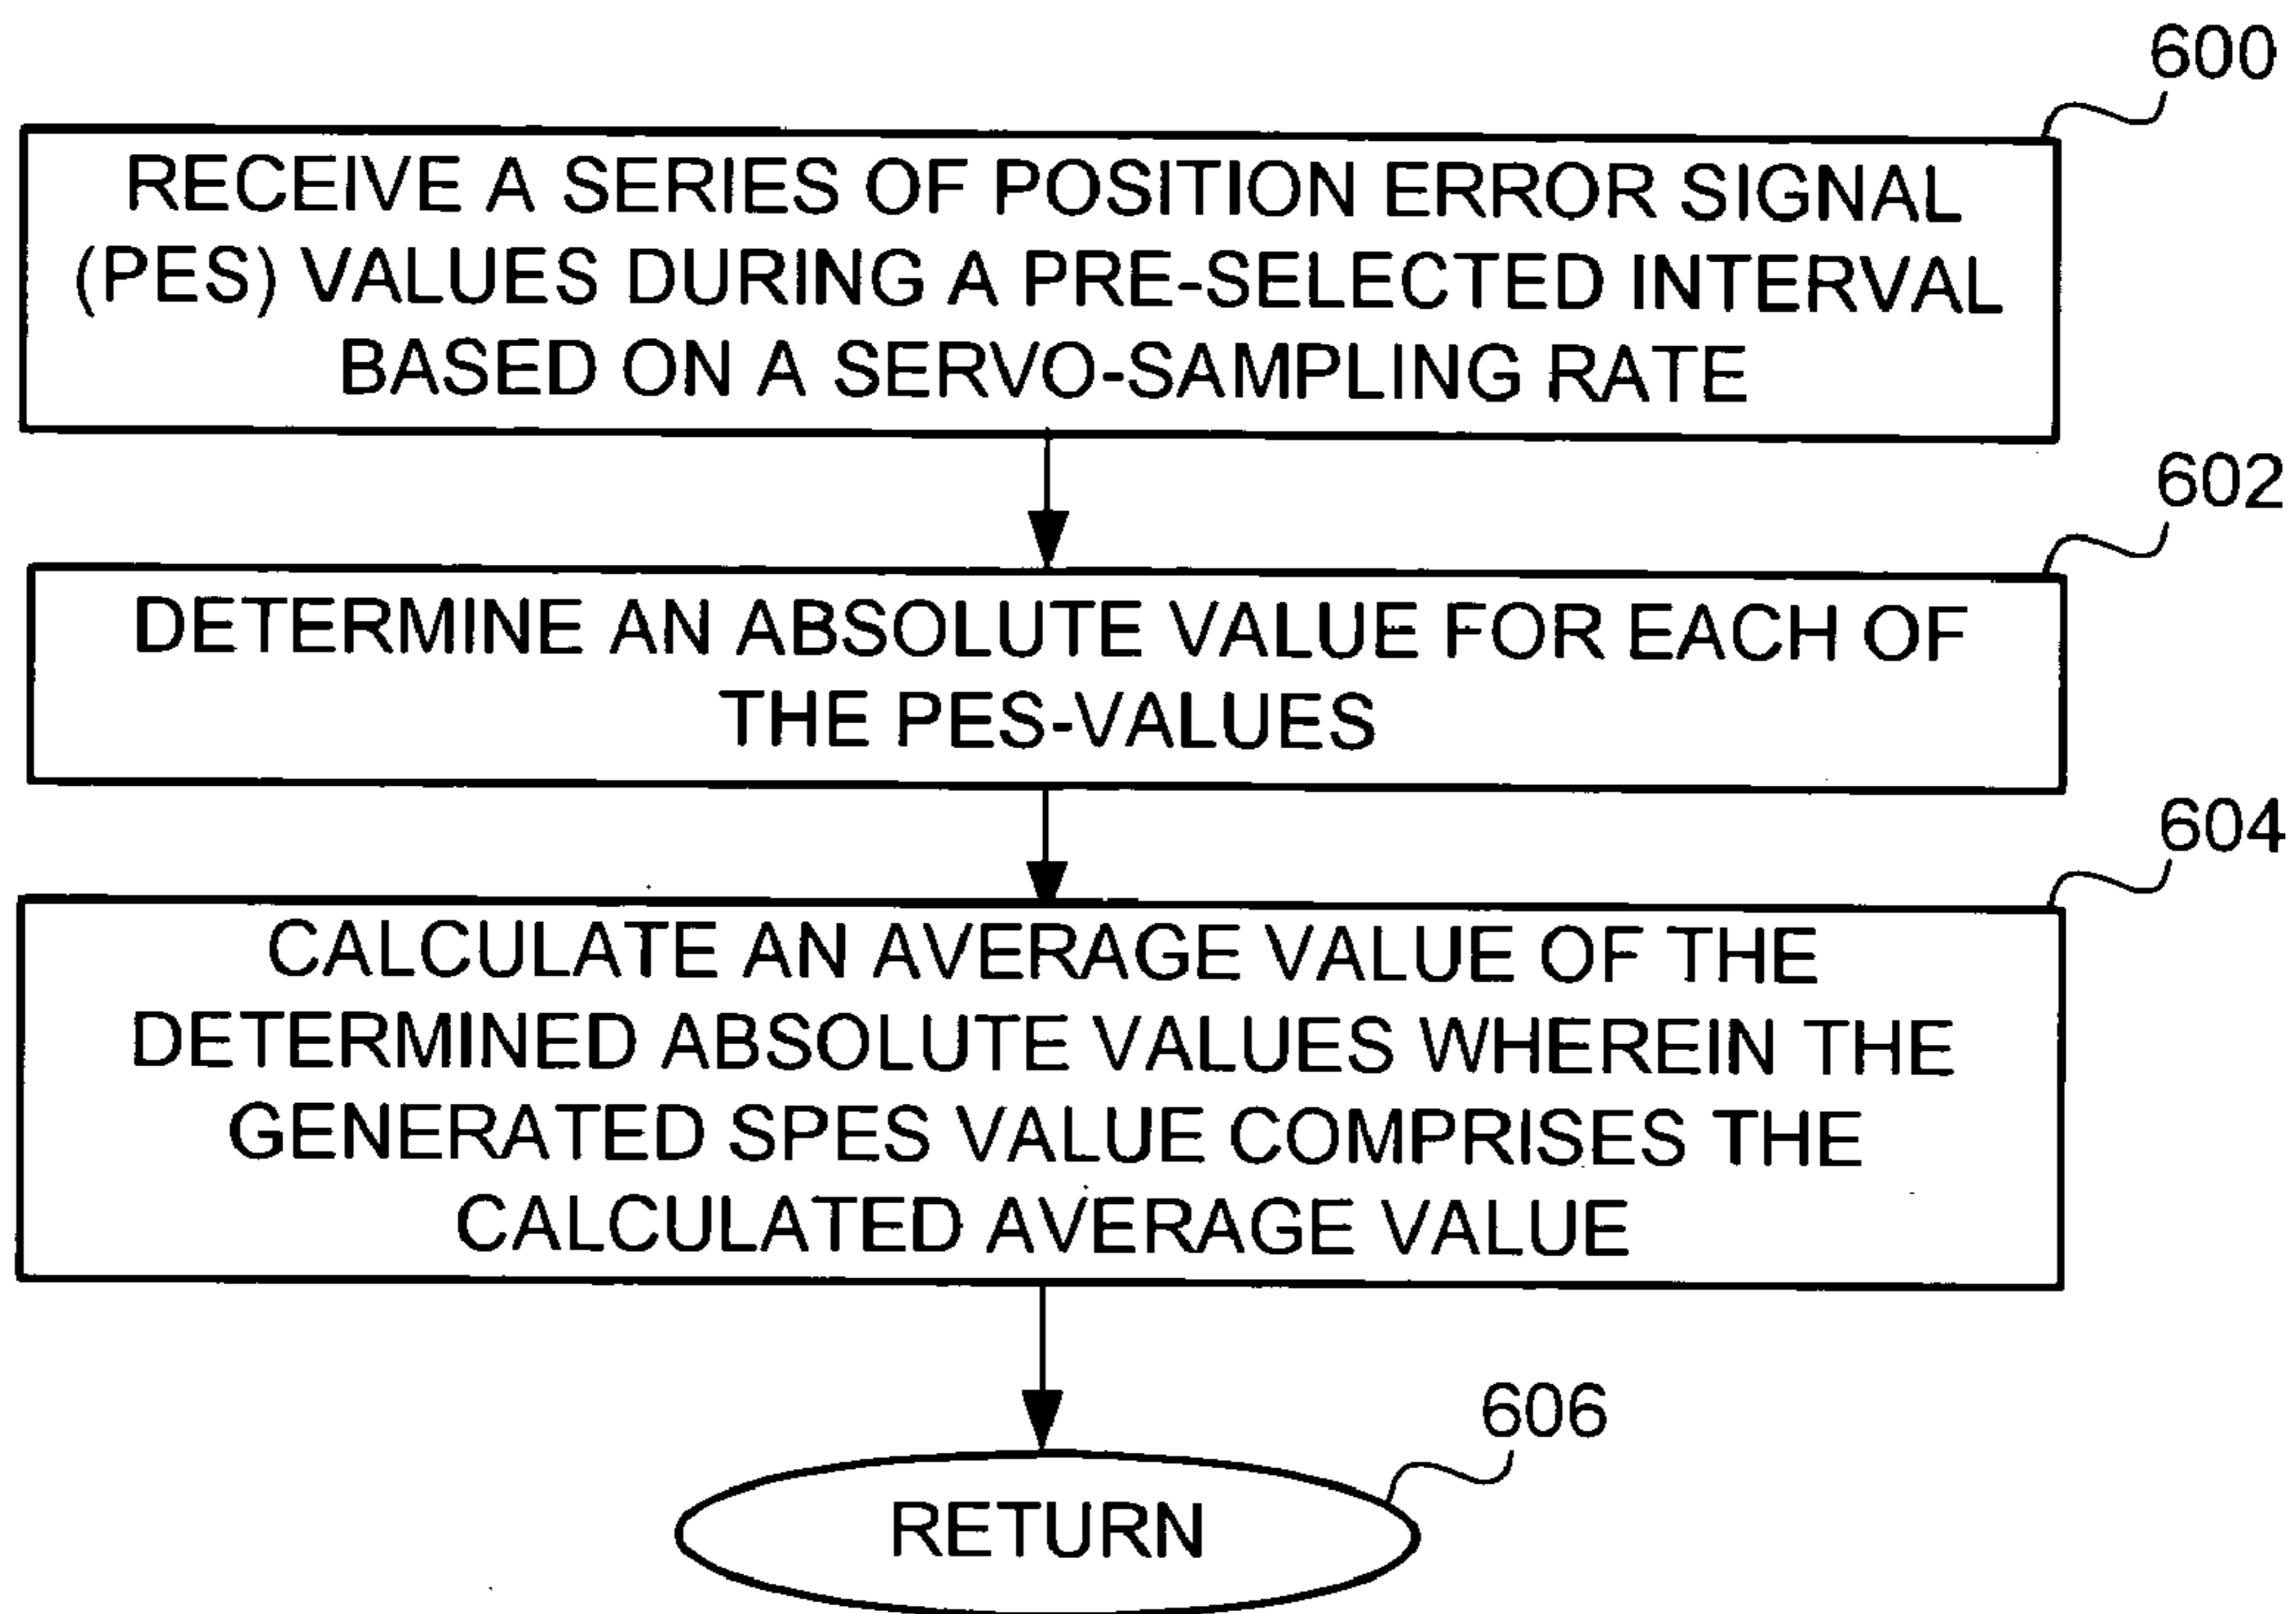 600
RECEIVE A SERIES OF POSITION ERROR SIGNAL
(PES) VALUES DURING A PRE-SELECTED INTERVAL
BASED ON A SERVO-SAMPLING RATE
602
DETERMINE AN ABSOLUTE VALUE FOR EACH OF
THE PES-VALUES
604
CALCULATE AN AVERAGE VALUE OF THE
DETERMINED ABSOLUTE VALUES WHEREIN THE
GENERATED SPES VALUE COMPRISES THE
CALCULATED AVERAGE VALUE
606
RETURN